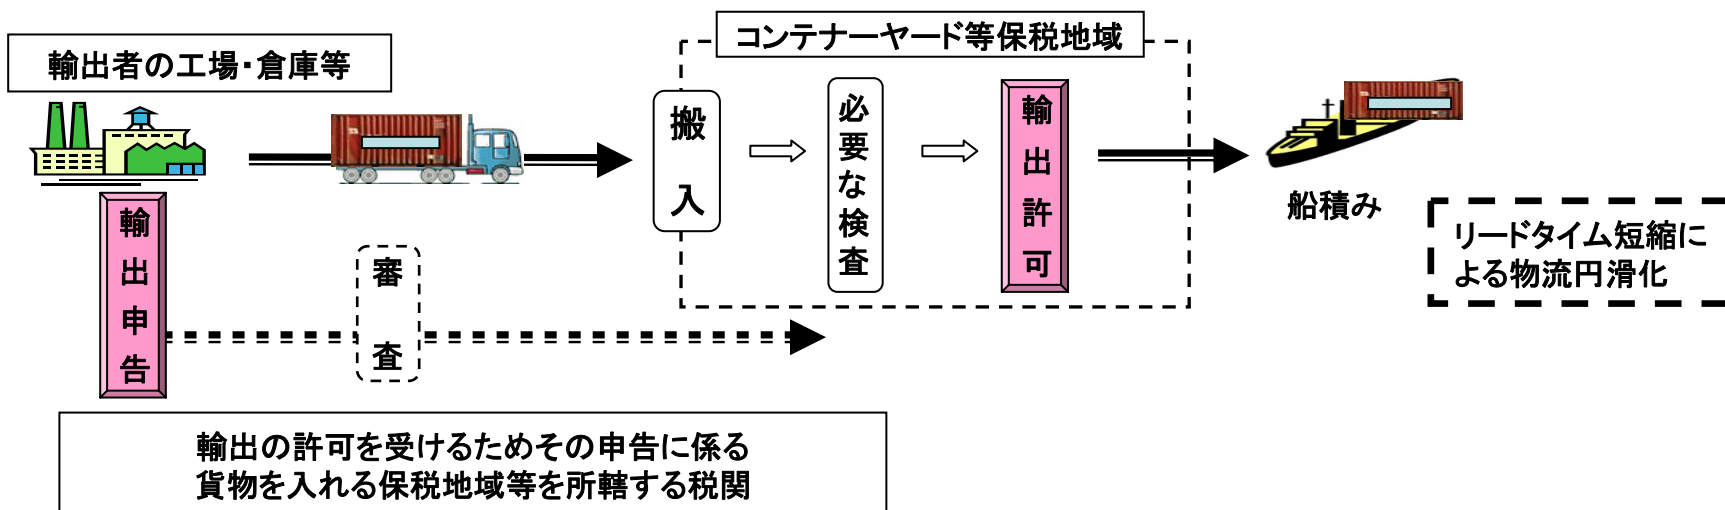 コンテナーヤード等保税地域
輸出者の工場・倉庫等
搬入
必要な検査
輸出許可
船積み
輸出申告
審査
リードタイム短縮に
よる物流円滑化
輸出の許可を受けるためその申告に係る
貨物を入れる保税地域等を所轄する税関